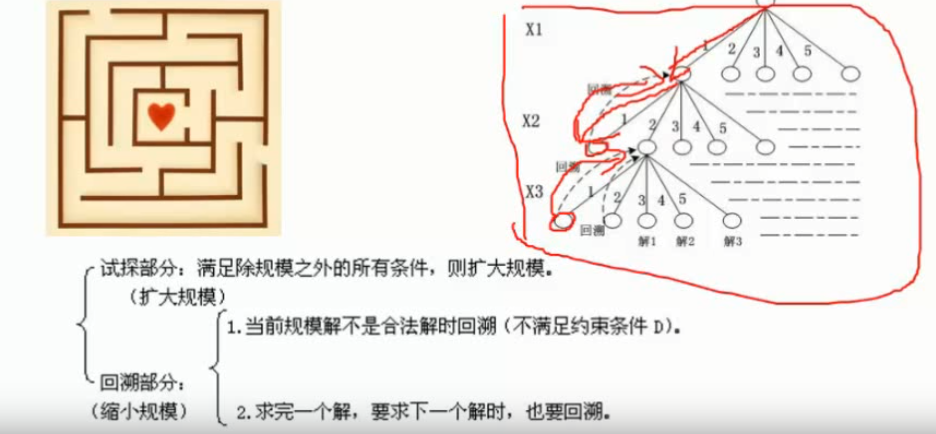 X1
1 2 3 4 5
回溯
X2
1 2 3 4 5
回溯
X3
1 2 3 4 5
回溯 解1 解2 解3
试探部分：满足除规模之外的所有条件，则扩大规模。
（扩大规模）
1.当前规模解不是合法解时回溯（不满足约束条件 D）。
回溯部分：
（缩小规模）
2.求完一个解，要求下一个解时，也要回溯。